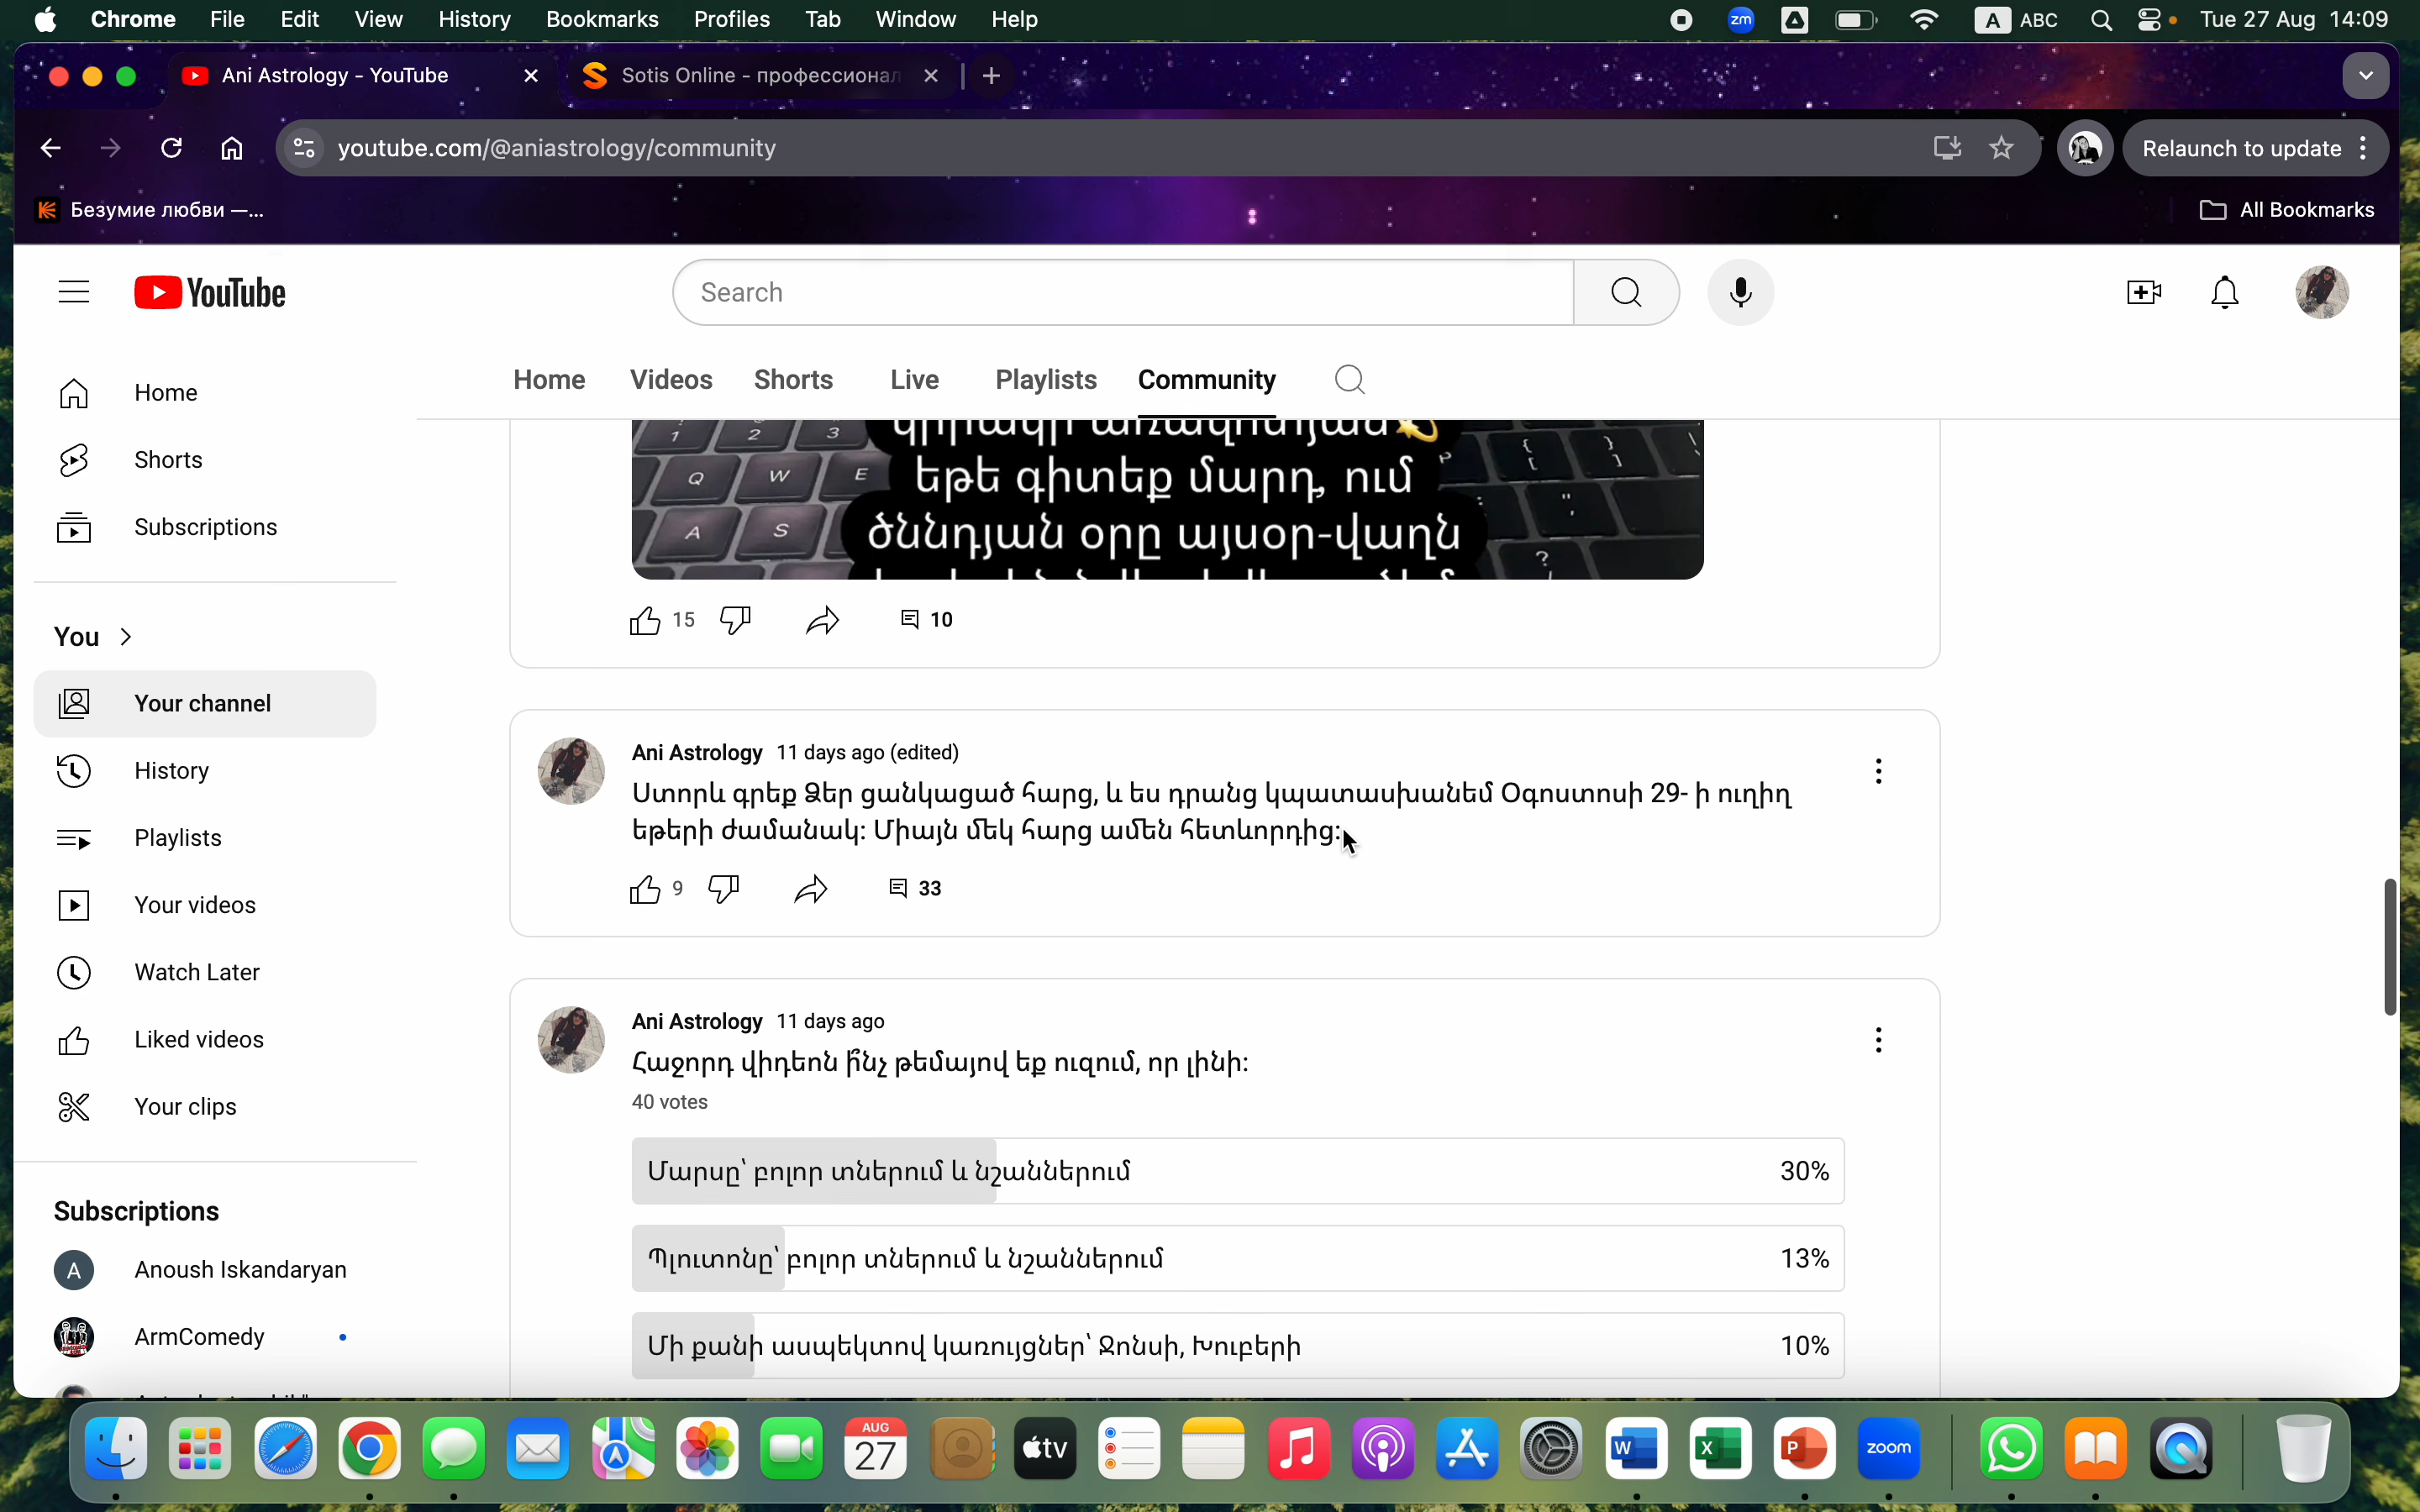 Chrome File Edit View History Bookmarks Profiles Tab Window Help zm A ABC Tue 27 Aug 14:09
Ani Astrology - YouTube Sotis Online - профессионал
youtube.com/@aniastrology/community Relaunch to update
Безумие любви —... All Bookmarks
YouTube Search
Home Videos Shorts Live Playlists Community
Home
Shorts
Subscriptions
You
Your channel
History
Playlists
Your videos
Watch Later
Liked videos
Your clips
Subscriptions
A Anoush Iskandaryan
ArmComedy
եթե գիտեք մարդ, ում
ծննդյան օրը այսօր-վաղն
1 2 3
Q W E P
A S
15 10
Ani Astrology 11 days ago (edited)
Ստորև գրեք Ձեր ցանկացած հարց, և ես դրանց կպատասխանեմ Օգոստոսի 29- ի ուղիղ
եթերի ժամանակ: Միայն մեկ հարց ամեն հետևորդից:
9 33
Ani Astrology 11 days ago
Հաջորդ վիդեոն ի՞նչ թեմայով եք ուզում, որ լինի:
40 votes
Մարսը՝ բոլոր տներում և նշաններում 30%
Պլուտոնը՝ բոլոր տներում և նշաններում 13%
Մի քանի ասպեկտով կառույցներ՝ Ջոնսի, Խուբերի 10%
AUG
27
tv
W X P zoom